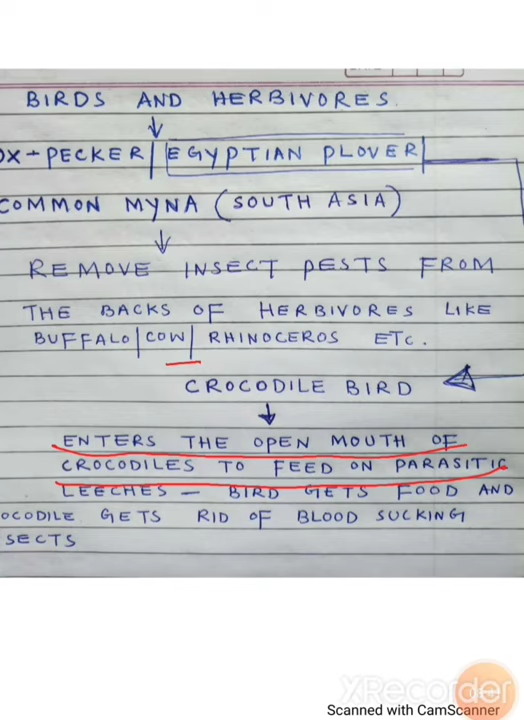 BIRDS AND HERBIVORES.
OX-PECKER| EGYPTIAN PLOVER|
COMMON MYNA (SOUTH ASIA)
REMOVE INSECT PESTS FROM
THE BACKS OF HERBIVORES LIKE
BUFFALO|COW| RHINOCEROS ETC.
CROCODILE BIRD
ENTERS THE OPEN MOUTH OF
CROCODILES TO FEED ON PARASITIC
LEECHES — BIRD GETS FOOD AND
OCODILE GETS RID OF BLOOD SUCKING
SECTS
XRecorder
Scanned with CamScanner